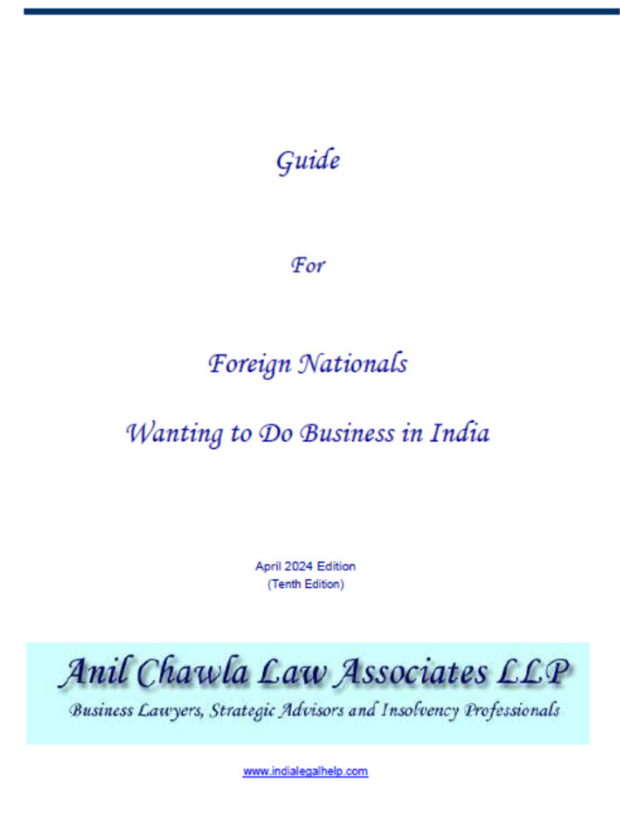 Guide
For
Foreign Nationals
Wanting to Do Business in India
April 2024 Edition
(Tenth Edition)
Anil Chawla Law Associates LLP
Business Lawyers, Strategic Advisors and Insolvency Professionals
www.indialegalhelp.com